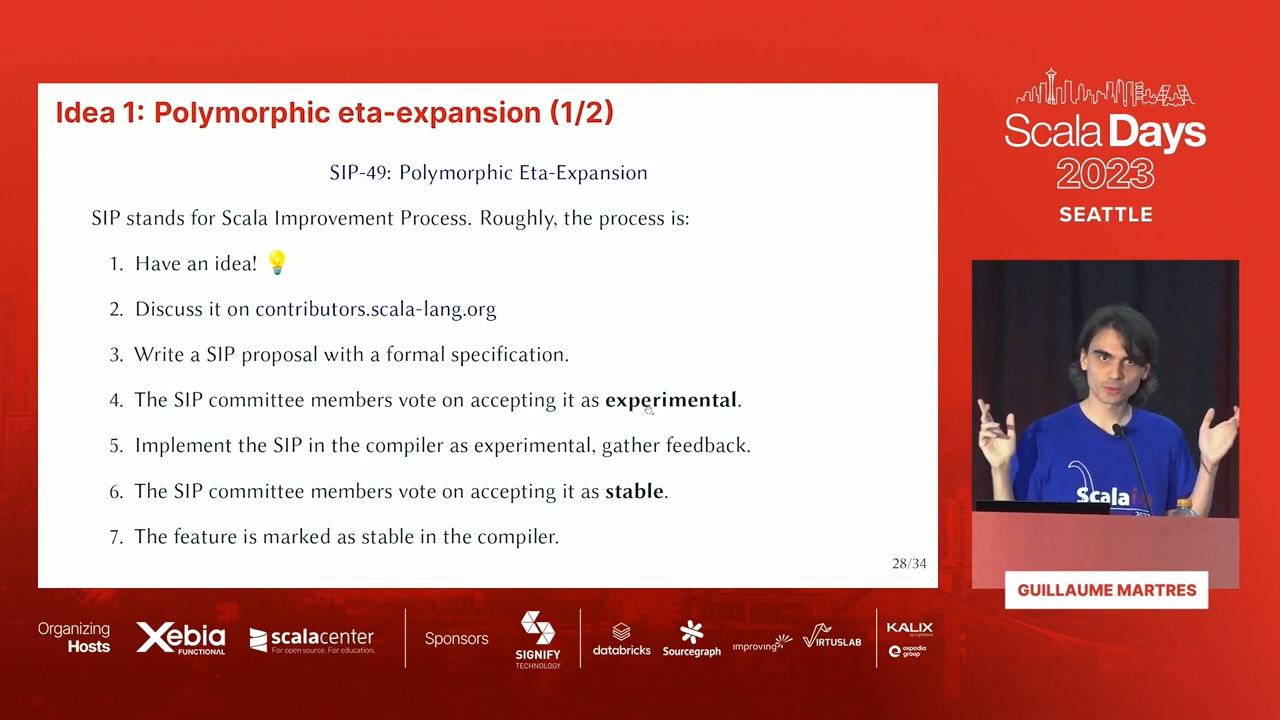 Idea 1: Polymorphic eta-expansion (1/2)
SIP-49: Polymorphic Eta-Expansion
SIP stands for Scala Improvement Process. Roughly, the process is:
1. Have an idea! 💡
2. Discuss it on contributors.scala-lang.org
3. Write a SIP proposal with a formal specification.
4. The SIP committee members vote on accepting it as experimental.
5. Implement the SIP in the compiler as experimental, gather feedback.
6. The SIP committee members vote on accepting it as stable.
7. The feature is marked as stable in the compiler.
28/34
Scala Days
2023
SEATTLE
Scala
GUILLAUME MARTRES
Organizing
Hosts
Xebia
FUNCTIONAL
scalacenter
For open source. For education.
Sponsors
SIGNIFY
TECHNOLOGY
databricks
Sourcegraph
improving
VIRTUSLAB
KALIX
expedia
group